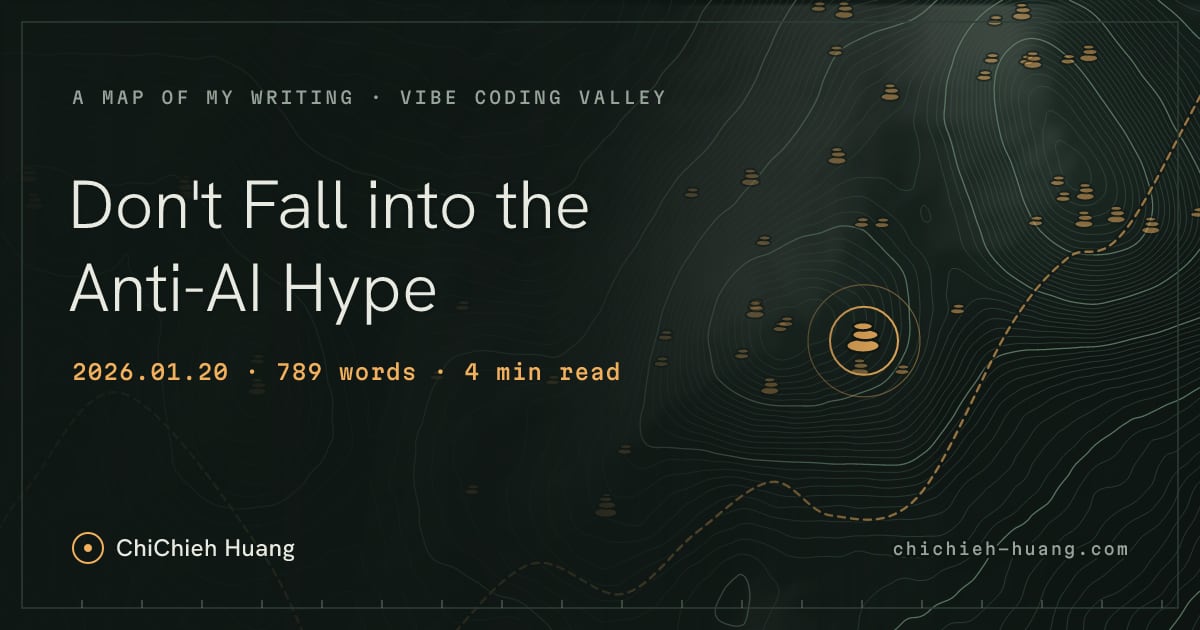 A MAP OF MY WRITING · VIBE CODING VALLEY
Don't Fall into the
Anti-AI Hype
2026.01.20 · 789 words · 4 min read
ChiChieh Huang
chichieh-huang.com